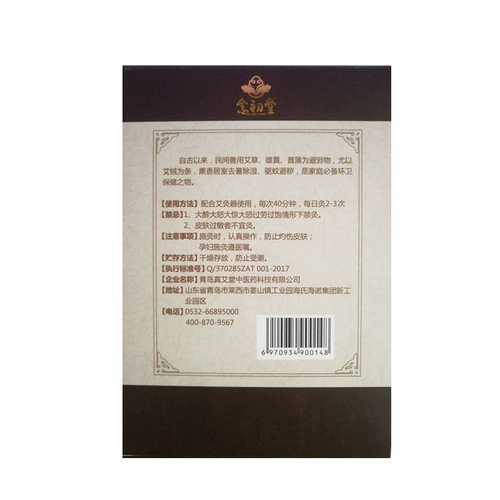 念初堂
自古以来，民间善用艾草、雄黄、菖蒲为避邪物，尤以
艾绒为条，熏香居室去暑除湿、驱蚊避秽，是家庭必备环卫
保健之物。
【使用方法】配合艾灸器使用，每次40分钟，每日灸2-3次
【禁忌】1、大醉大怒大惊大恐过劳过饱情形下禁灸。
2、皮肤过敏者不宜灸。
【注意事项】施灸时、认真操作，防止灼伤皮肤；
孕妇施灸遵医嘱。
【贮存方法】干燥存放，防止受潮。
【执行标准号】Q/370285ZAT 001-2017
【企业名称】青岛真艾堂中医药科技有限公司
【地址】山东省青岛市莱西市姜山镇工业园海氏海诺集团新工
业园区
【电话】0532-66895000
400-870-9567
6970934900148